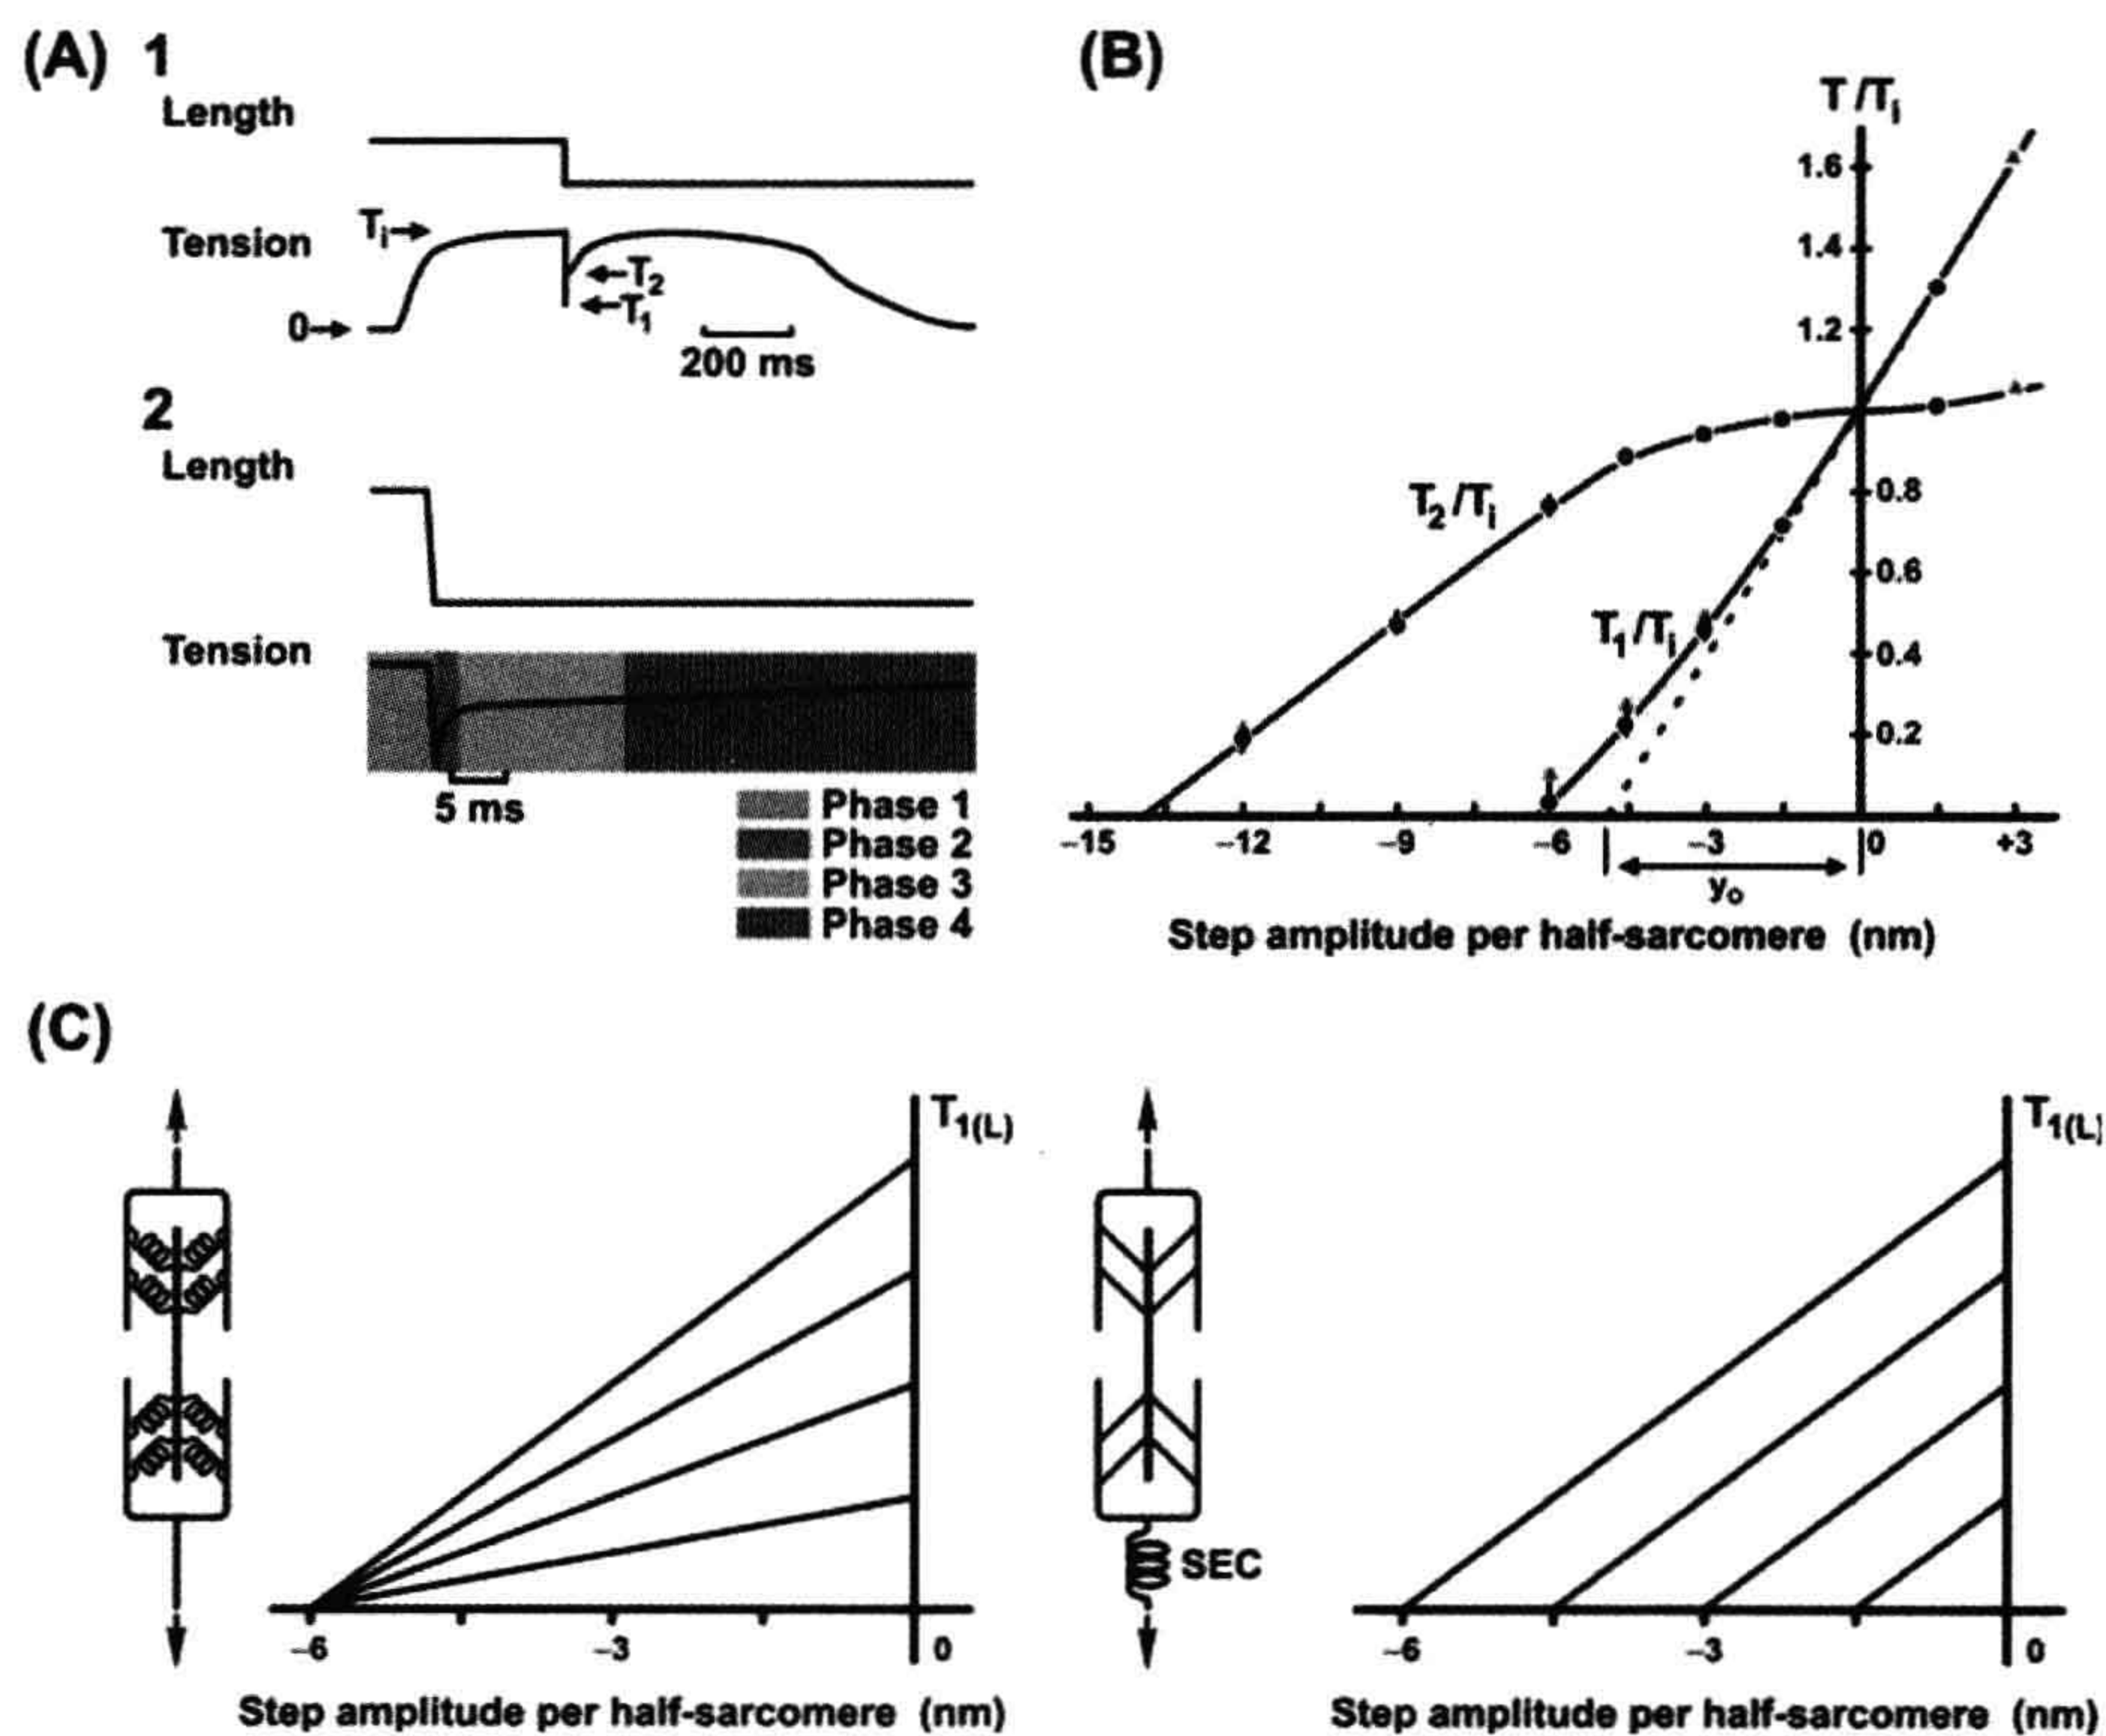 (A) 1
Length
Tension
Ti
T2
T1
0
200 ms
2
Length
Tension
5 ms
Phase 1
Phase 2
Phase 3
Phase 4
(B)
T/Ti
1.6
1.4
1.2
0.8
0.6
0.4
0.2
T2/Ti
T1/Ti
–15 –12 –9 –6 –3 0 +3
yo
Step amplitude per half-sarcomere (nm)
(C)
T1(L)
–6 –3 0
Step amplitude per half-sarcomere (nm)
SEC
T1(L)
–6 –3 0
Step amplitude per half-sarcomere (nm)